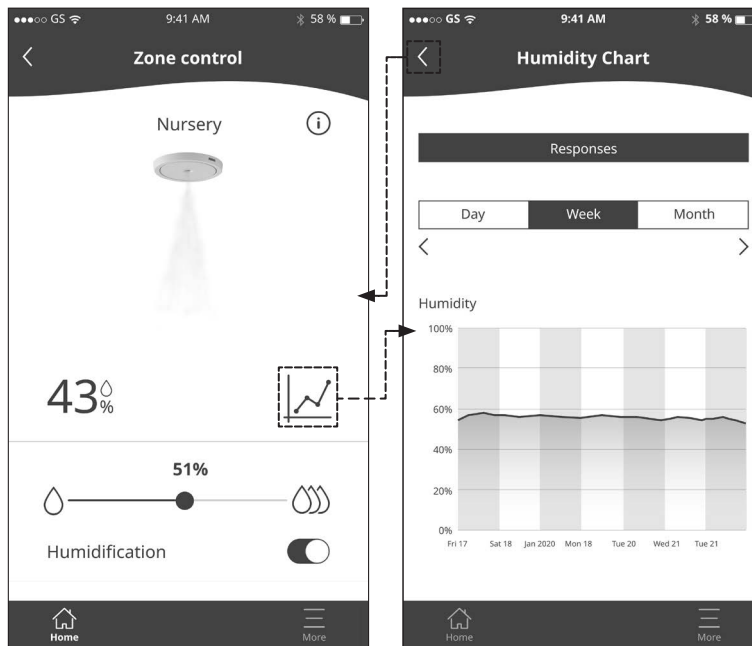 GS 9:41 AM 58 %
Zone control
Nursery
i
43%
51%
Humidification
Home More
GS 9:41 AM 58 %
Humidity Chart
Responses
Day Week Month
Humidity
100%
80%
60%
40%
20%
0%
Fri 17 Sat 18 Jan 2020 Mon 18 Tue 20 Wed 21 Tue 21
Home More